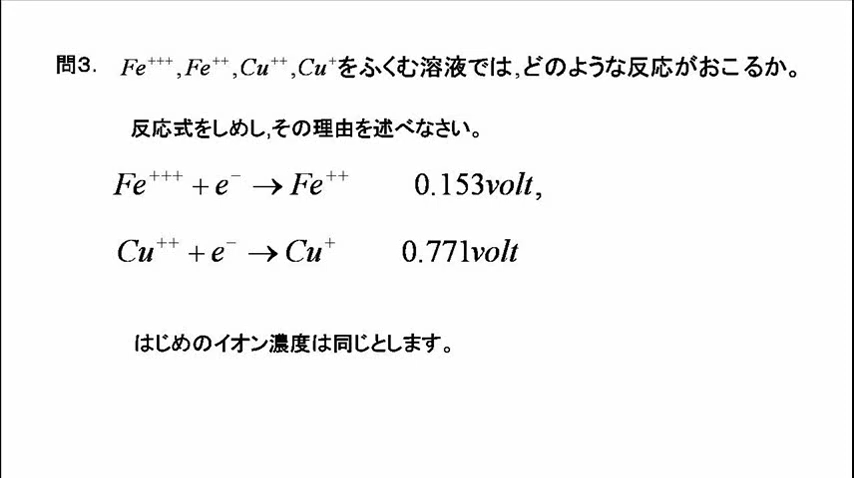 問3. Fe⁺⁺⁺,Fe⁺⁺,Cu⁺⁺,Cu⁺をふくむ溶液では,どのような反応がおこるか。
反応式をしめし,その理由を述べなさい。
Fe⁺⁺⁺ + e⁻ → Fe⁺⁺ 0.153volt,
Cu⁺⁺ + e⁻ → Cu⁺ 0.771volt
はじめのイオン濃度は同じとします。